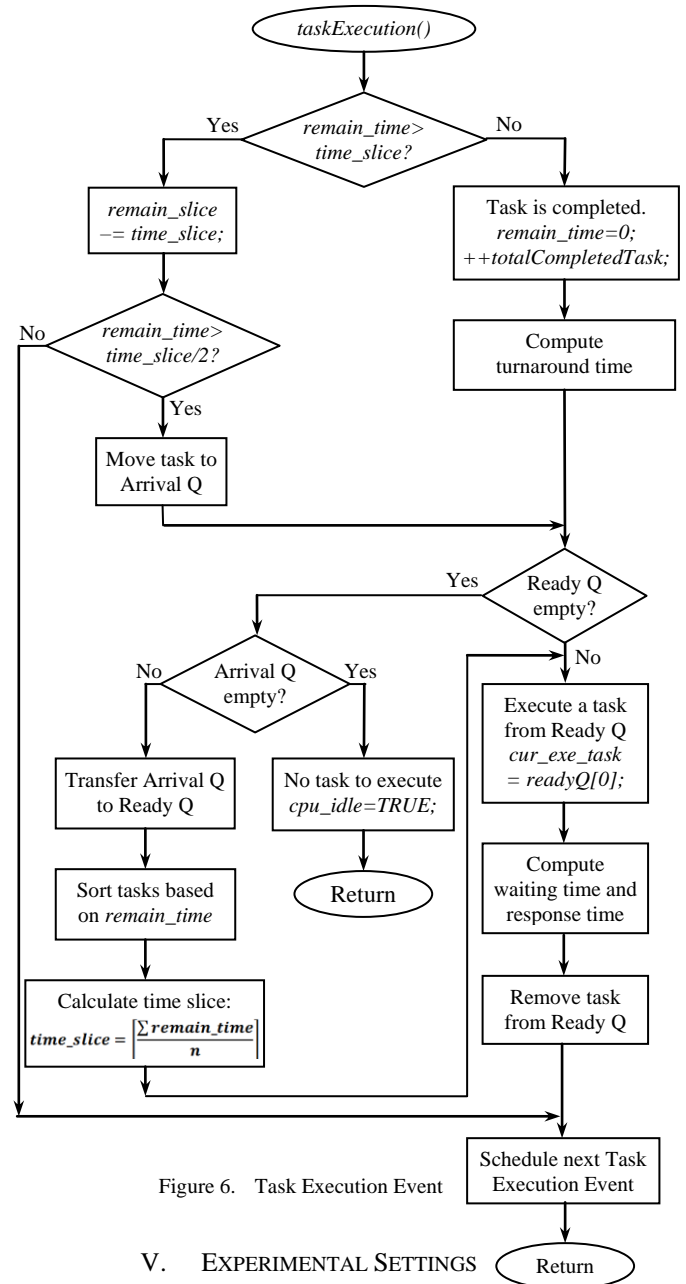 taskExecution()
Yes
remain_time>
time_slice?
No
remain_slice
–= time_slice;
Task is completed.
remain_time=0;
++totalCompletedTask;
No
remain_time>
time_slice/2?
Yes
Compute
turnaround time
Move task to
Arrival Q
Yes
Ready Q
empty?
No
No
Arrival Q
empty?
Yes
Execute a task
from Ready Q
cur_exe_task
= readyQ[0];
Transfer Arrival Q
to Ready Q
No task to execute
cpu_idle=TRUE;
Sort tasks based
on remain_time
Return
Compute
waiting time and
response time
Calculate time slice:
time_slice = ⌈∑ remain_time / n⌉
Remove task
from Ready Q
Schedule next Task
Execution Event
Figure 6. Task Execution Event
V. EXPERIMENTAL SETTINGS
Return